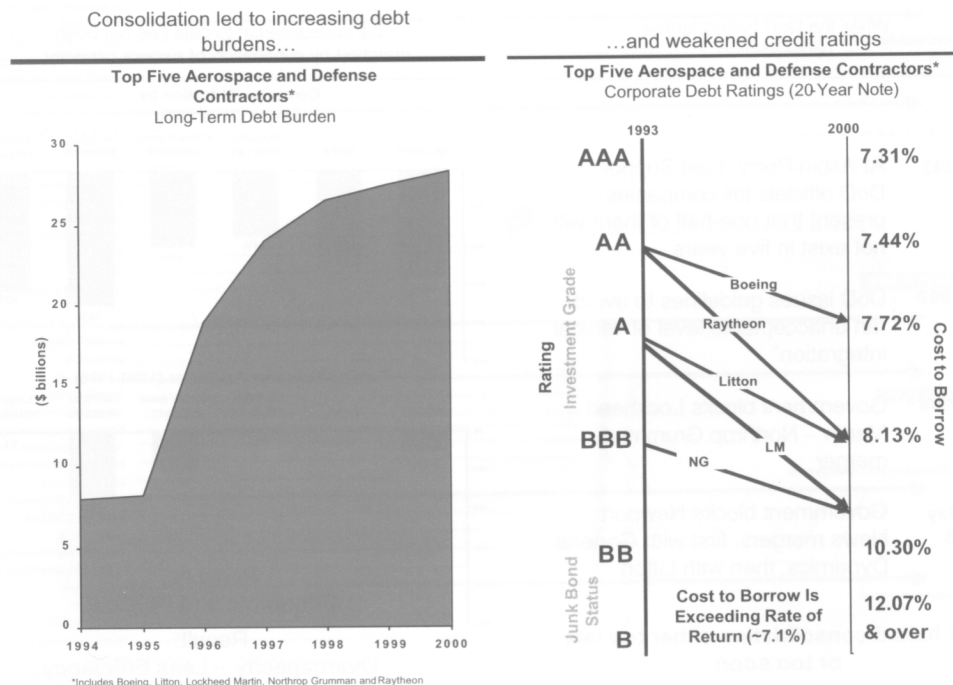 Consolidation led to increasing debt
burdens…
Top Five Aerospace and Defense
Contractors*
Long-Term Debt Burden
30
25
20
15
10
5
0
($ billions)
1994 1995 1996 1997 1998 1999 2000
*Includes Boeing, Litton, Lockheed Martin, Northrop Grumman and Raytheon
…and weakened credit ratings
Top Five Aerospace and Defense Contractors*
Corporate Debt Ratings (20-Year Note)
1993 2000
AAA 7.31%
AA 7.44%
Boeing
Raytheon
A 7.72%
Litton
BBB 8.13%
LM
NG
BB 10.30%
B 12.07%
& over
Rating
Investment Grade
Junk Bond
Status
Cost to Borrow
Cost to Borrow Is
Exceeding Rate of
Return (~7.1%)